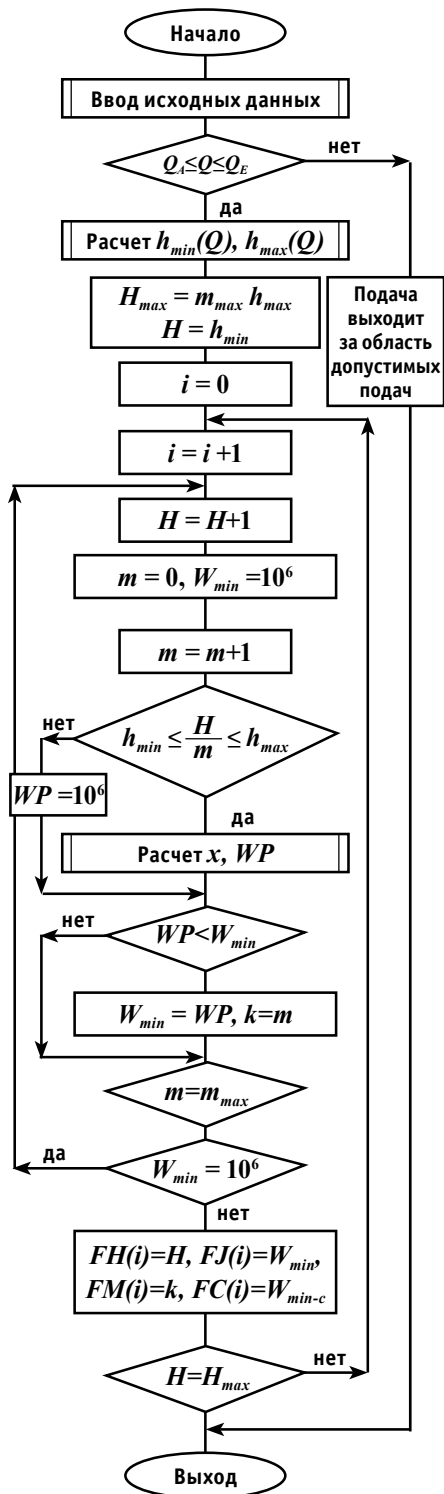 Начало
Ввод исходных данных
нет
Q_A≤Q≤Q_E
да
Расчет h_min(Q), h_max(Q)
H_max = m_max h_max
H = h_min
Подача
выходит
за область
допустимых
подач
i = 0
i = i +1
H = H+1
m = 0, W_min =10⁶
m = m+1
нет
h_min ≤ H/m ≤ h_max
WP =10⁶
да
Расчет x, WP
нет
WP<W_min
W_min = WP, k=m
m=m_max
да
W_min = 10⁶
нет
FH(i)=H, FJ(i)=W_min,
FM(i)=k, FC(i)=W_min-c
нет
H=H_max
Выход